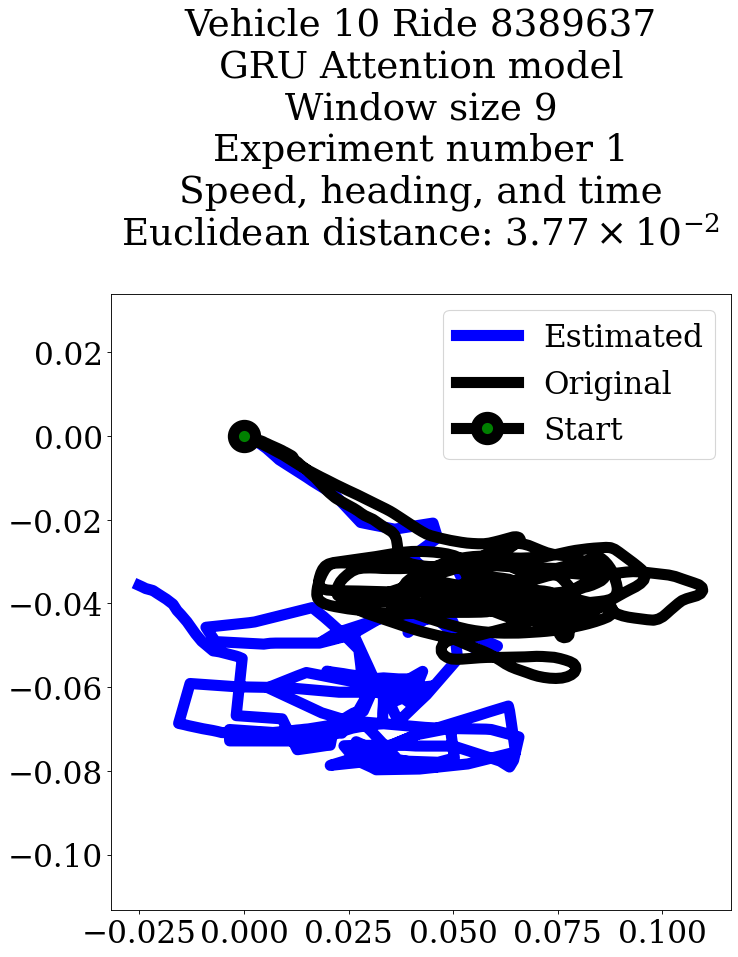 Vehicle 10 Ride 8389637
GRU Attention model
Window size 9
Experiment number 1
Speed, heading, and time
Euclidean distance: 3.77 × 10⁻²
Estimated
Original
Start
0.02
0.00
−0.02
−0.04
−0.06
−0.08
−0.10
−0.025 0.000 0.025 0.050 0.075 0.100